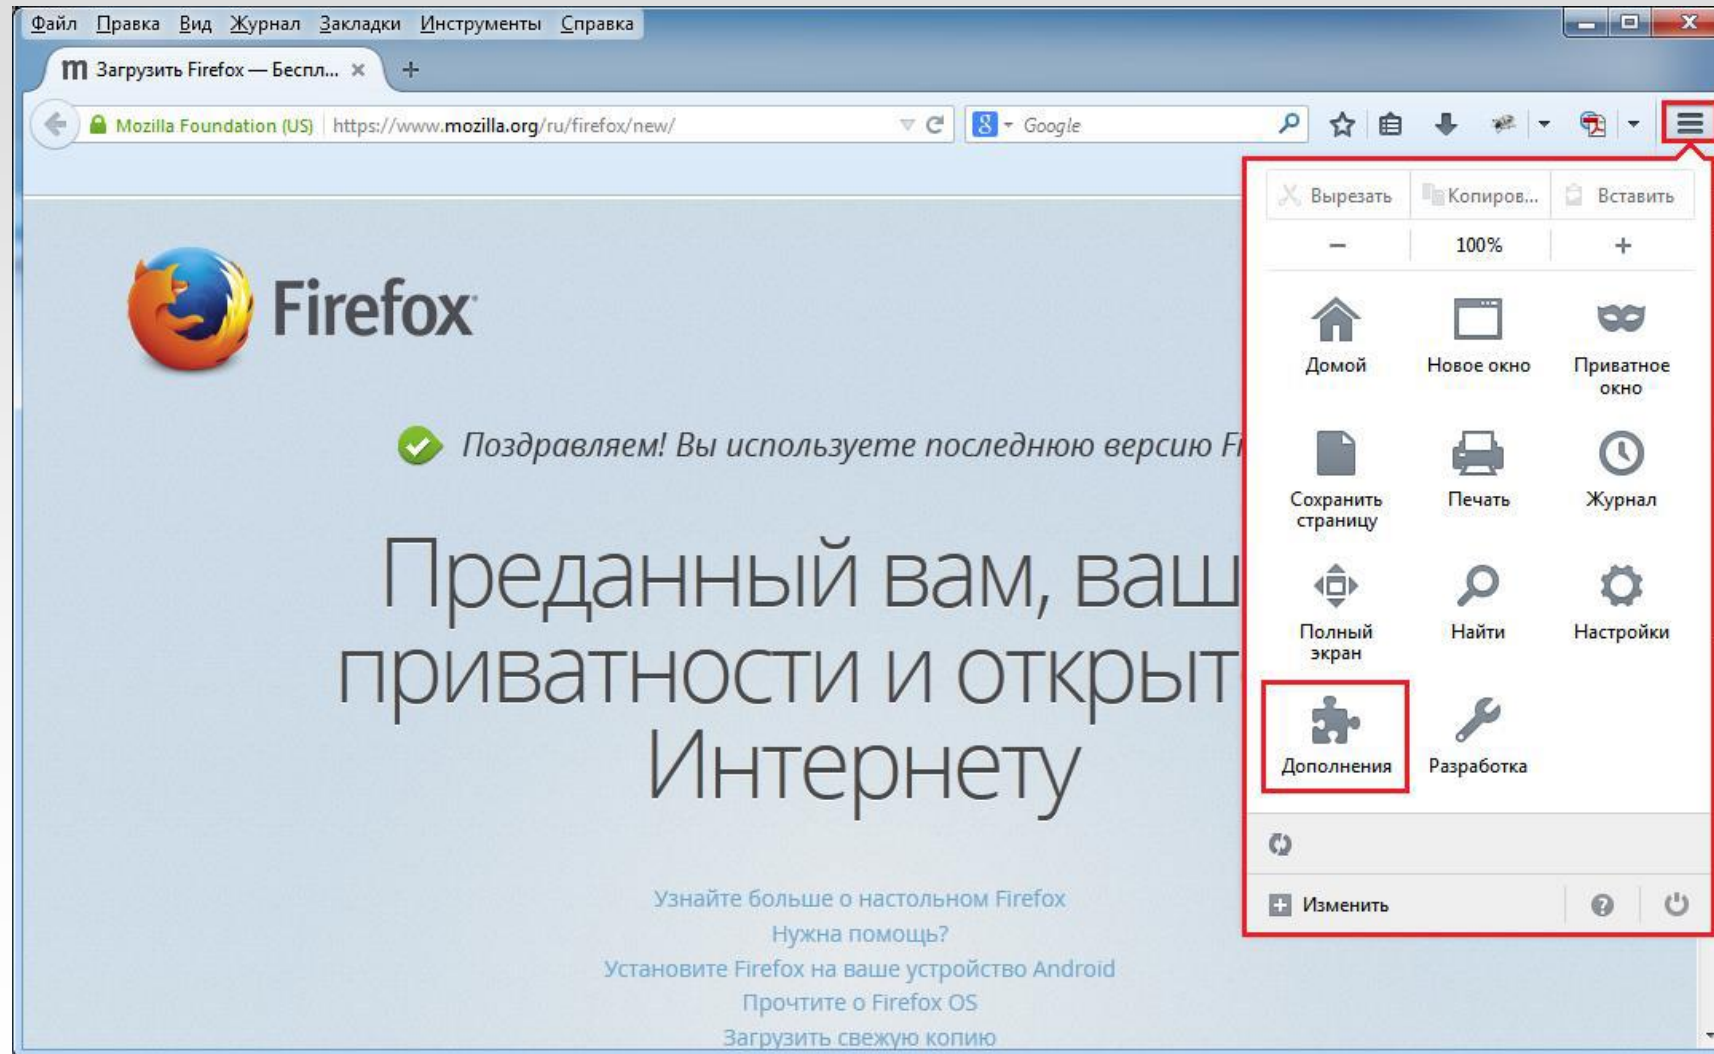 Файл Правка Вид Журнал Закладки Инструменты Справка
m Загрузить Firefox — Беспл...
Mozilla Foundation (US) https://www.mozilla.org/ru/firefox/new/ 8 Google
Вырезать Копиров... Вставить
− 100% +
Firefox
Домой Новое окно Приватное
окно
Поздравляем! Вы используете последнюю версию Fi
Сохранить Печать Журнал
страницу
Преданный вам, ваш
приватности и открыт
Интернету
Полный Найти Настройки
экран
Дополнения Разработка
Изменить
Узнайте больше о настольном Firefox
Нужна помощь?
Установите Firefox на ваше устройство Android
Прочтите о Firefox OS
Загрузить свежую копию